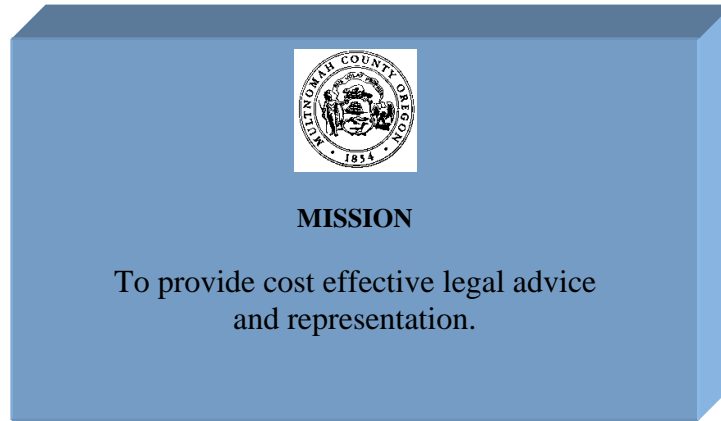 MULTNOMAH COUNTY OREGON
1854
MISSION
To provide cost effective legal advice
and representation.